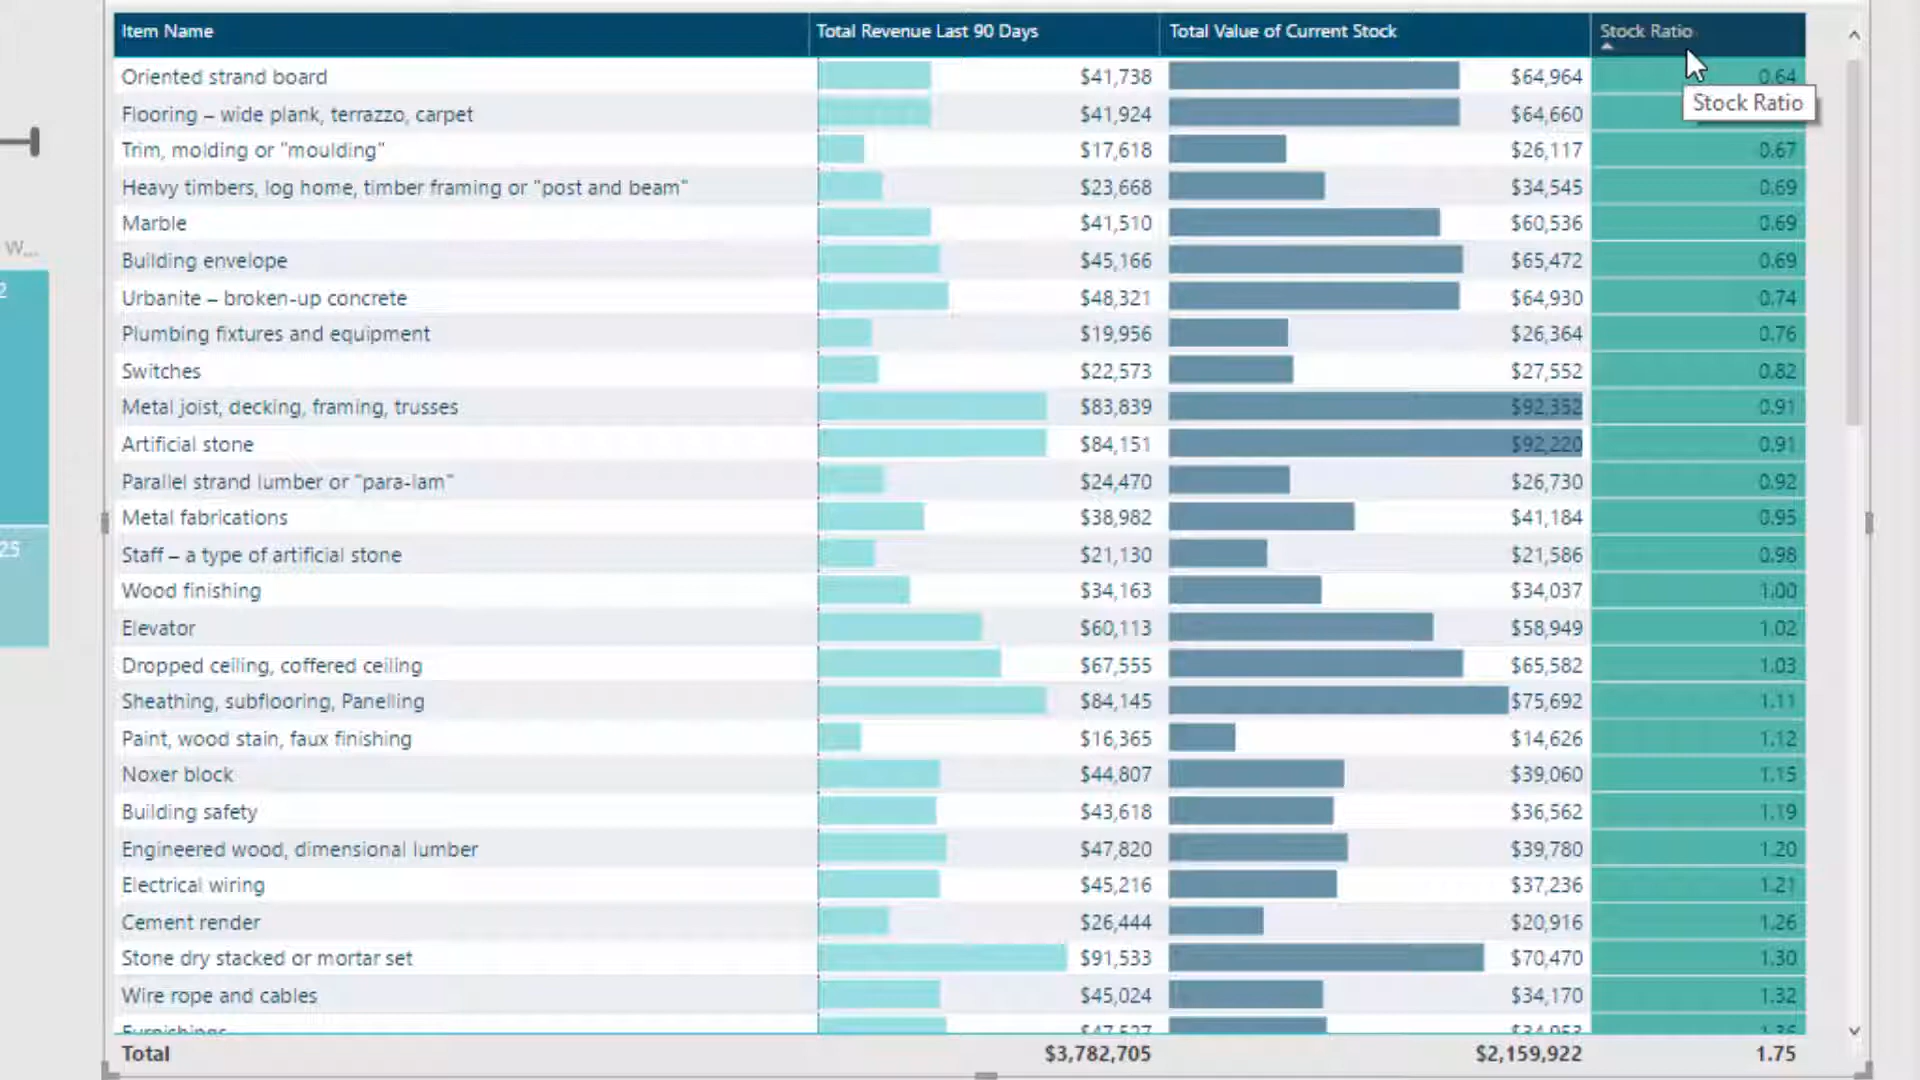 Item Name Total Revenue Last 90 Days Total Value of Current Stock Stock Ratio
Oriented strand board $41,738 $64,964 0.64
Stock Ratio
Flooring – wide plank, terrazzo, carpet $41,924 $64,660
Trim, molding or "moulding" $17,618 $26,117 0.67
Heavy timbers, log home, timber framing or "post and beam" $23,668 $34,545 0.69
Marble $41,510 $60,536 0.69
W...
Building envelope $45,166 $65,472 0.69
2
Urbanite – broken-up concrete $48,321 $64,930 0.74
Plumbing fixtures and equipment $19,956 $26,364 0.76
Switches $22,573 $27,552 0.82
Metal joist, decking, framing, trusses $83,839 $92,352 0.91
Artificial stone $84,151 $92,220 0.91
Parallel strand lumber or "para-lam" $24,470 $26,730 0.92
Metal fabrications $38,982 $41,184 0.95
25
Staff – a type of artificial stone $21,130 $21,586 0.98
Wood finishing $34,163 $34,037 1.00
Elevator $60,113 $58,949 1.02
Dropped ceiling, coffered ceiling $67,555 $65,582 1.03
Sheathing, subflooring, Panelling $84,145 $75,692 1.11
Paint, wood stain, faux finishing $16,365 $14,626 1.12
Noxer block $44,807 $39,060 1.15
Building safety $43,618 $36,562 1.19
Engineered wood, dimensional lumber $47,820 $39,780 1.20
Electrical wiring $45,216 $37,236 1.21
Cement render $26,444 $20,916 1.26
Stone dry stacked or mortar set $91,533 $70,470 1.30
Wire rope and cables $45,024 $34,170 1.32
Furnishings $47,527 $34,953 1.36
Total $3,782,705 $2,159,922 1.75